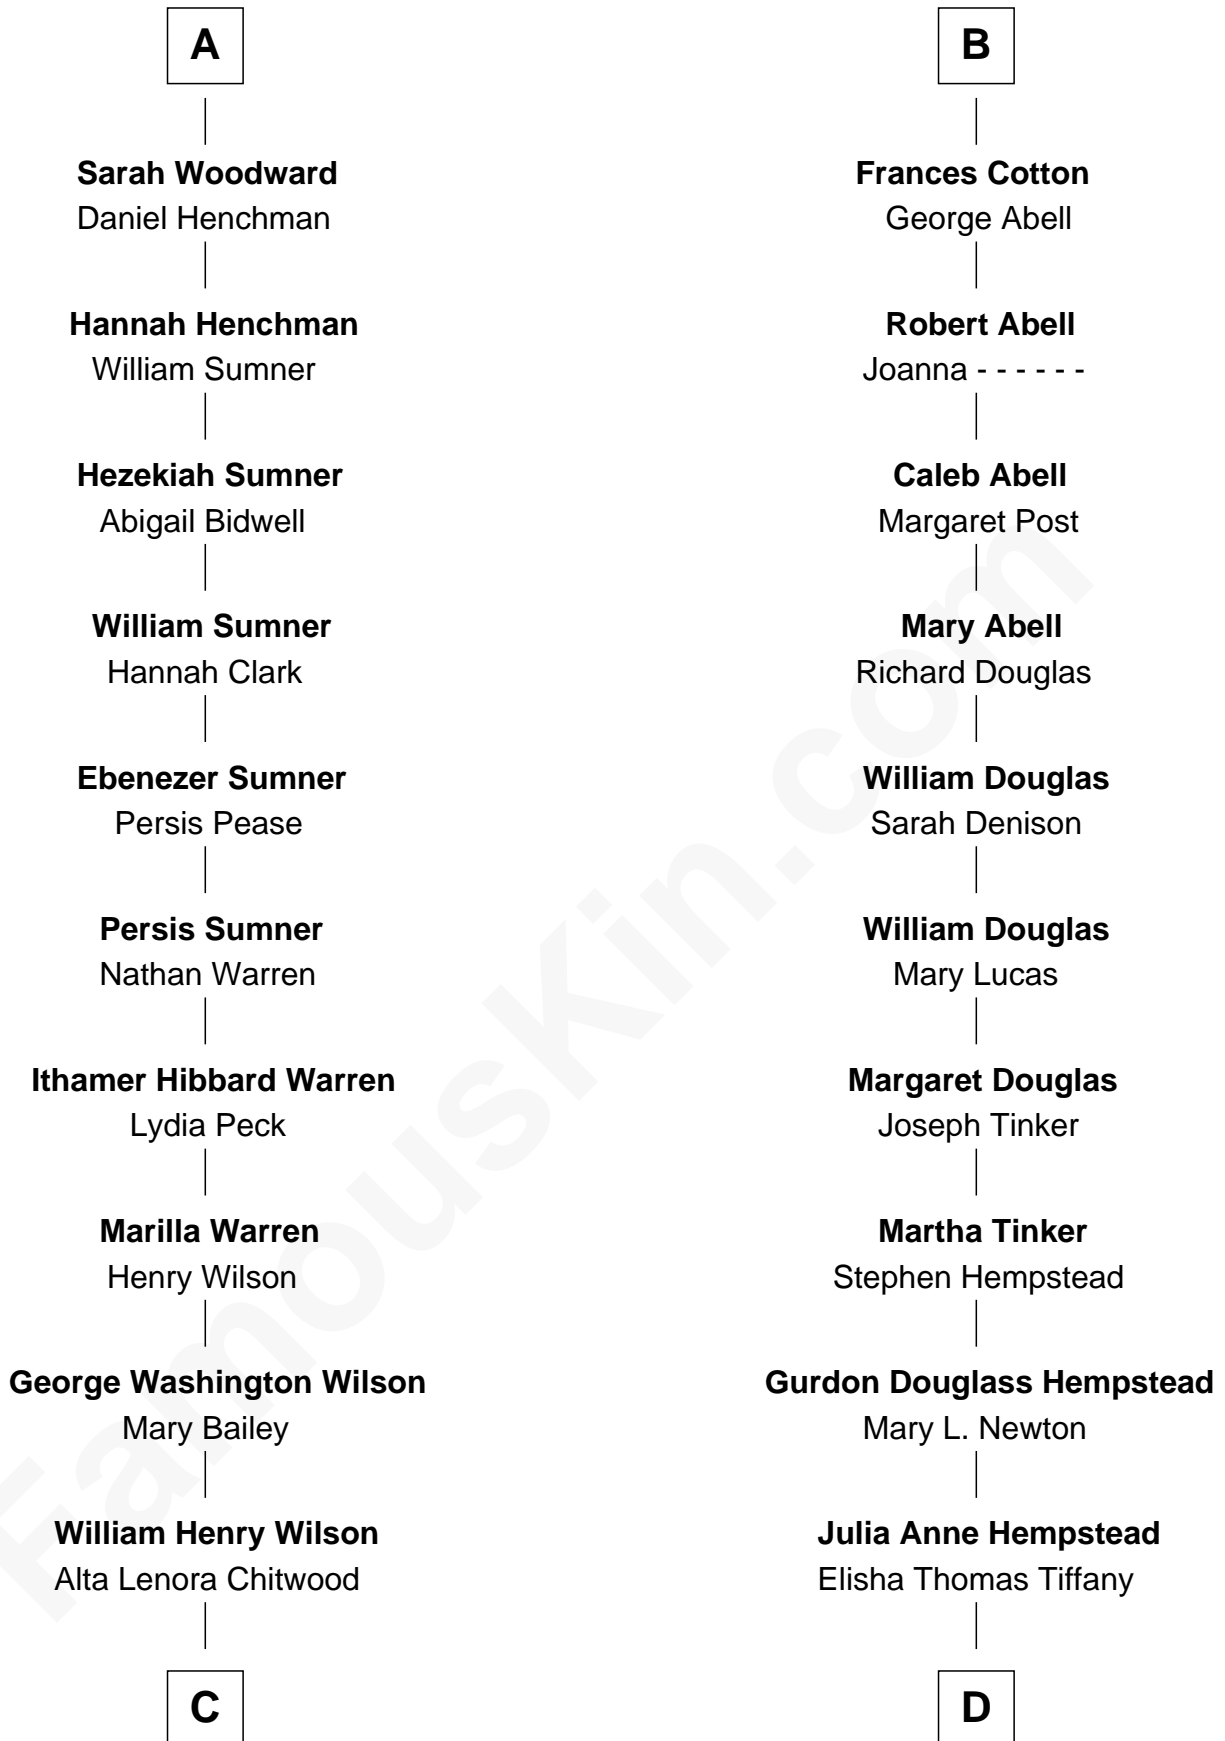 A
Sarah Woodward
Daniel Henchman
Hannah Henchman
William Sumner
Hezekiah Sumner
Abigail Bidwell
William Sumner
Hannah Clark
Ebenezer Sumner
Persis Pease
Persis Sumner
Nathan Warren
Ithamer Hibbard Warren
Lydia Peck
Marilla Warren
Henry Wilson
George Washington Wilson
Mary Bailey
William Henry Wilson
Alta Lenora Chitwood
C
B
Frances Cotton
George Abell
Robert Abell
Joanna - - - - - -
Caleb Abell
Margaret Post
Mary Abell
Richard Douglas
William Douglas
Sarah Denison
William Douglas
Mary Lucas
Margaret Douglas
Joseph Tinker
Martha Tinker
Stephen Hempstead
Gurdon Douglass Hempstead
Mary L. Newton
Julia Anne Hempstead
Elisha Thomas Tiffany
D
FamousKin.com